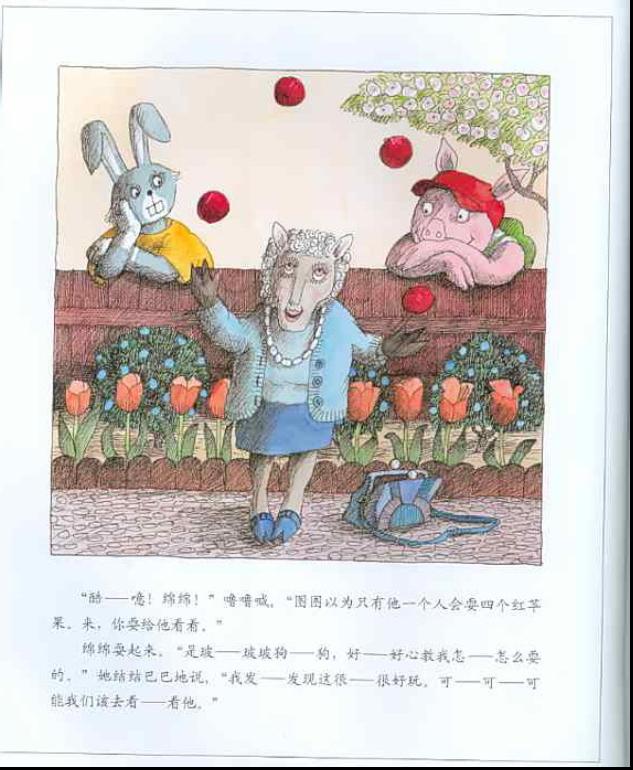 “酷——噫！绵绵！”噜噜喊，“图图以为只有他一个人会耍四个红苹
果。来，你耍给他看看。”
绵绵耍起来。“是玻——玻玻狗——狗，好——好心教我怎——怎么耍
的。”她结结巴巴地说，“我发——发现这很——很好玩。可——可——可
能我们该去看——看他。”